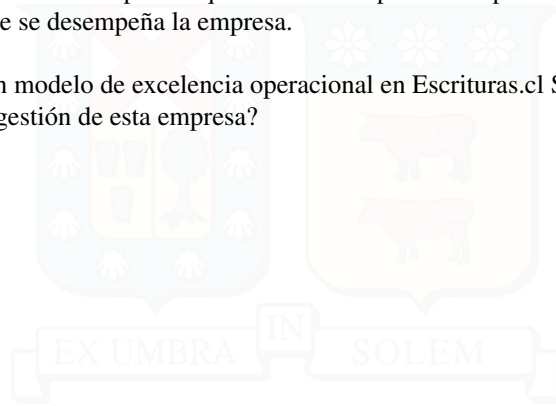 e se desempeña la empresa.
n modelo de excelencia operacional en Escrituras.cl S
gestión de esta empresa?
EX UMBRA IN SOLEM